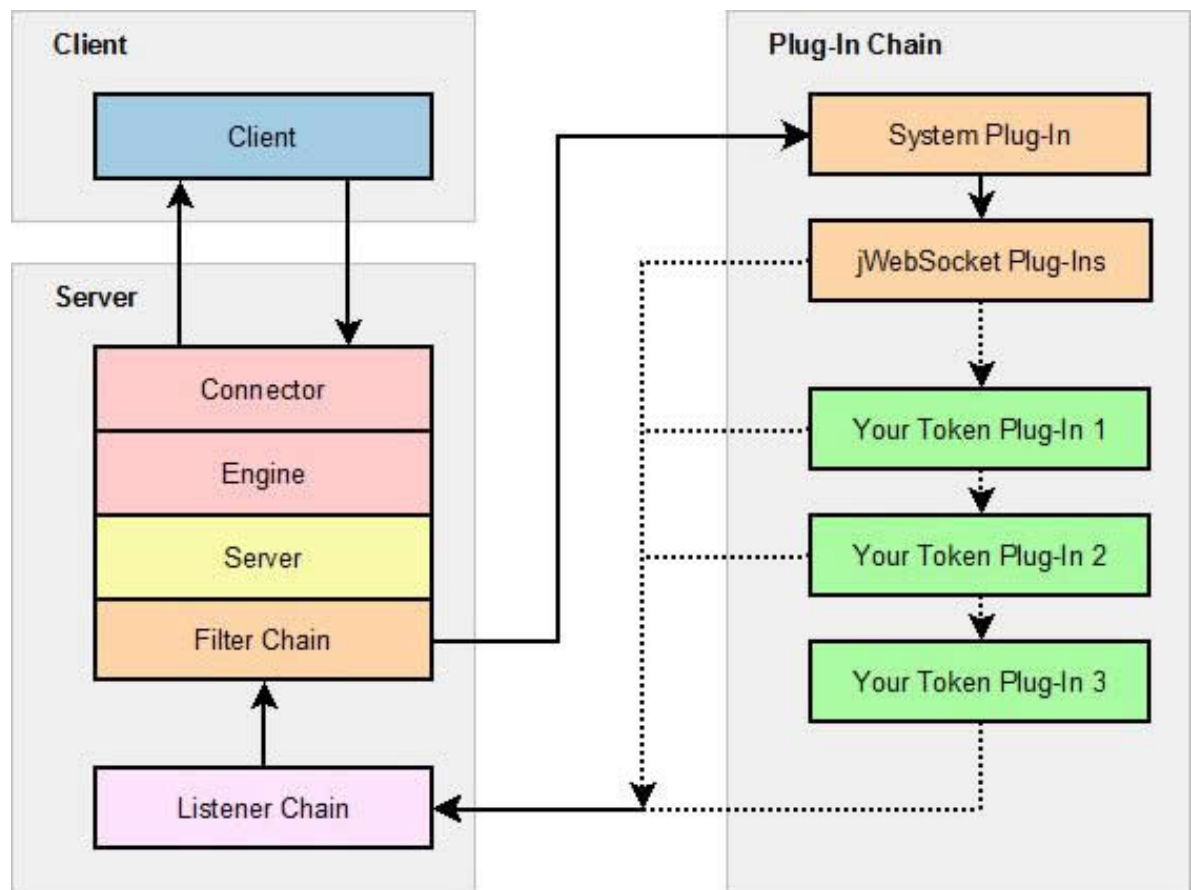 Client
Client
Server
Connector
Engine
Server
Filter Chain
Listener Chain
Plug-In Chain
System Plug-In
jWebSocket Plug-Ins
Your Token Plug-In 1
Your Token Plug-In 2
Your Token Plug-In 3